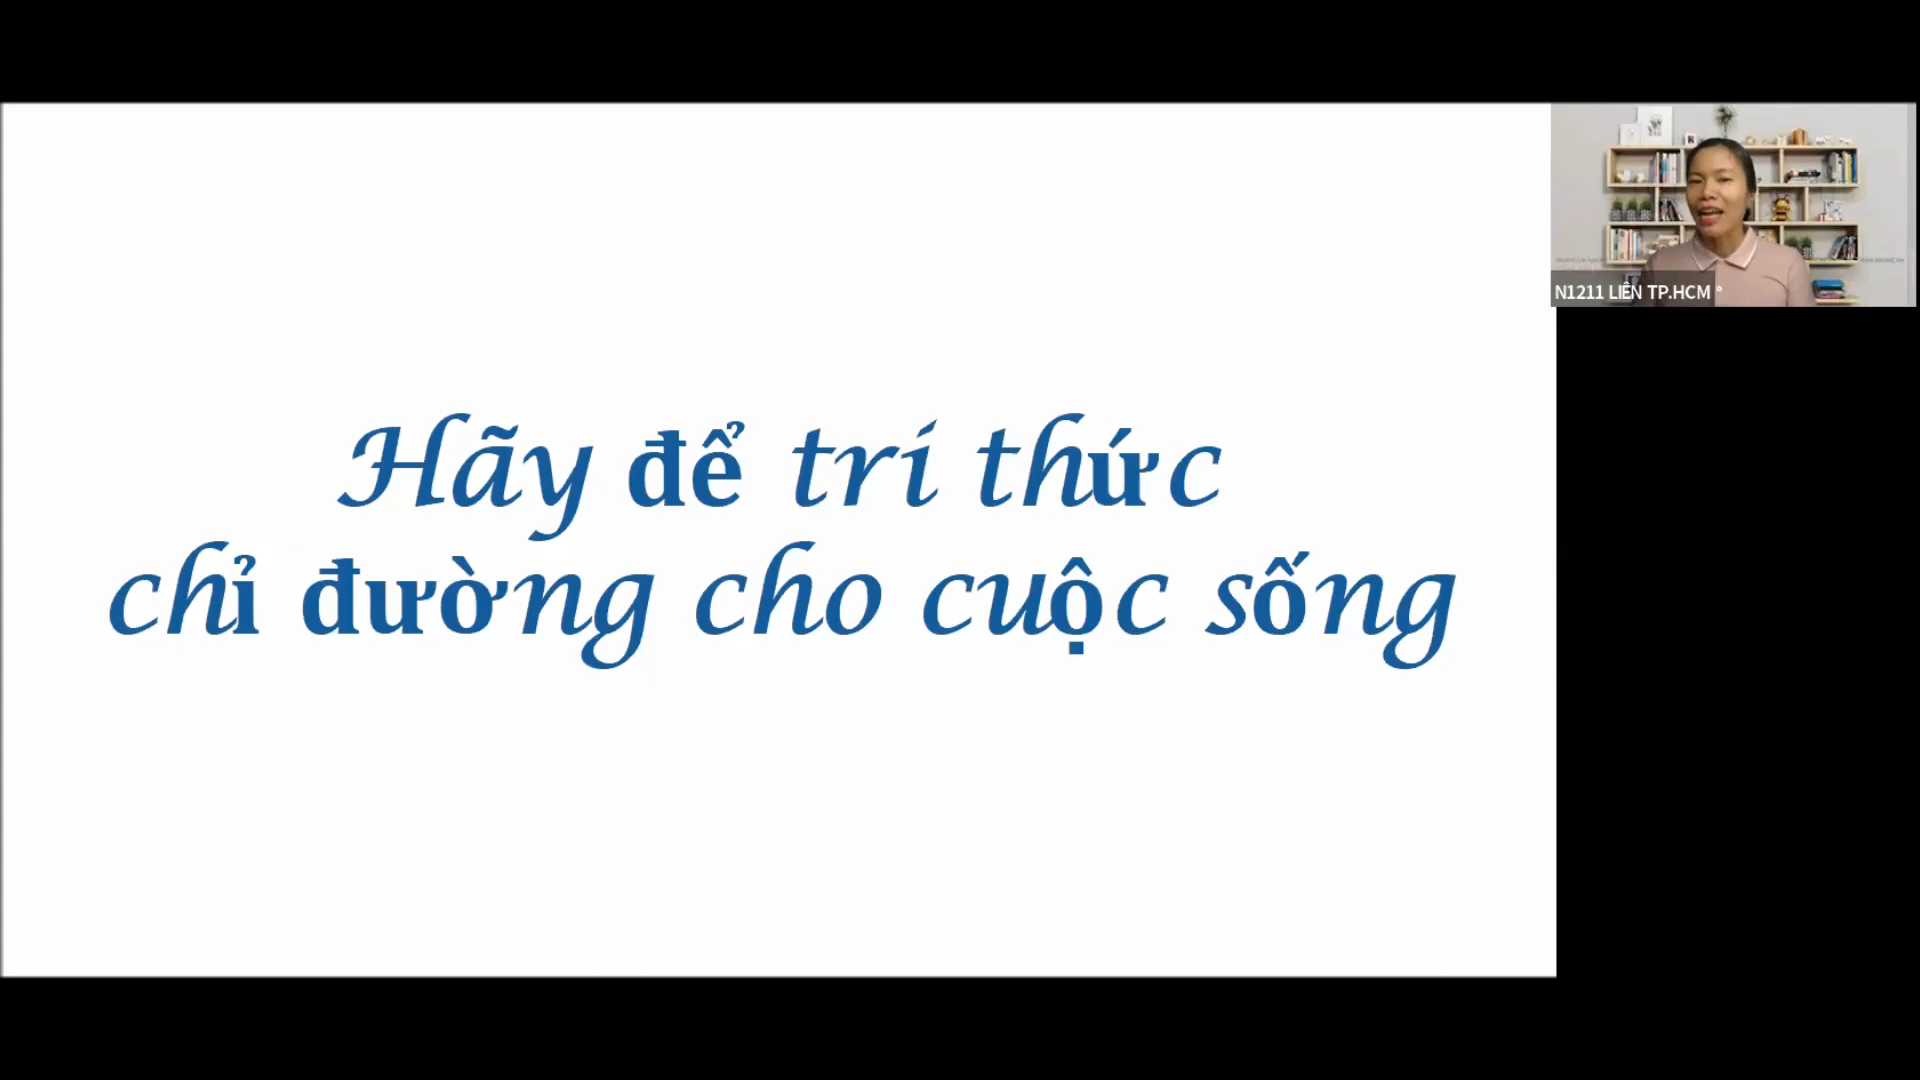 Hãy để tri thức
chỉ đường cho cuộc sống
N1211 LIÊN TP.HCM °